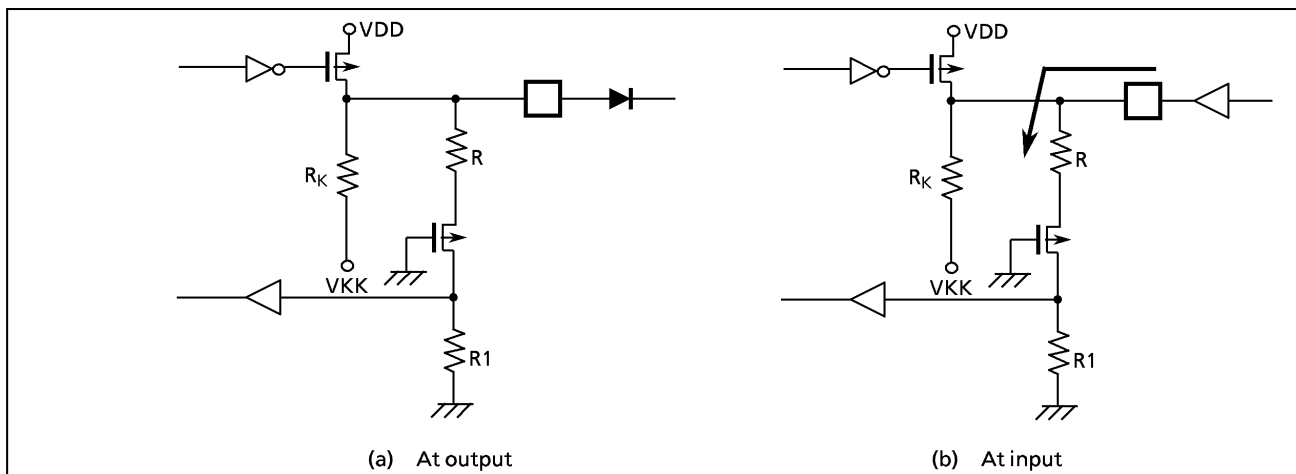 VDD
R
RK
VKK
R1
(a) At output
VDD
R
RK
VKK
R1
(b) At input